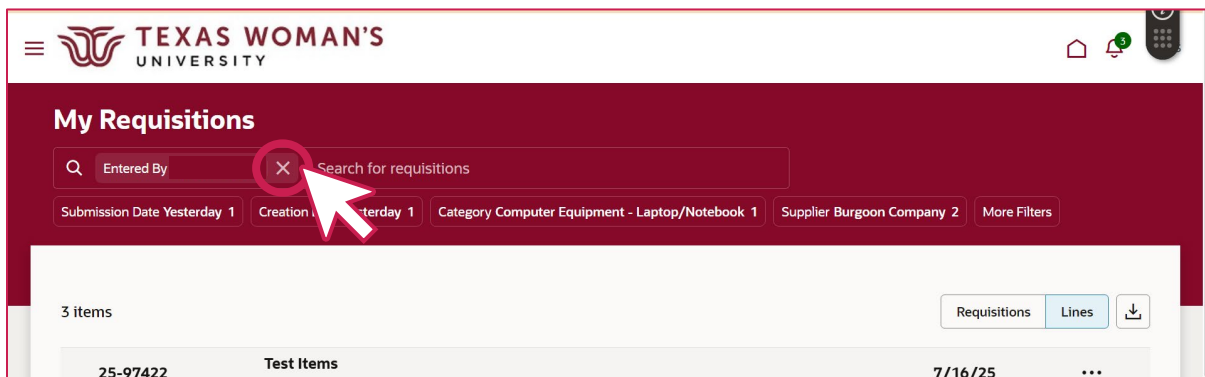 TEXAS WOMAN'S
UNIVERSITY
3
My Requisitions
Entered By Search for requisitions
Submission Date Yesterday 1 Creation Yesterday 1 Category Computer Equipment - Laptop/Notebook 1 Supplier Burgoon Company 2 More Filters
3 items Requisitions Lines
Test Items
25-97422 7/16/25 ...